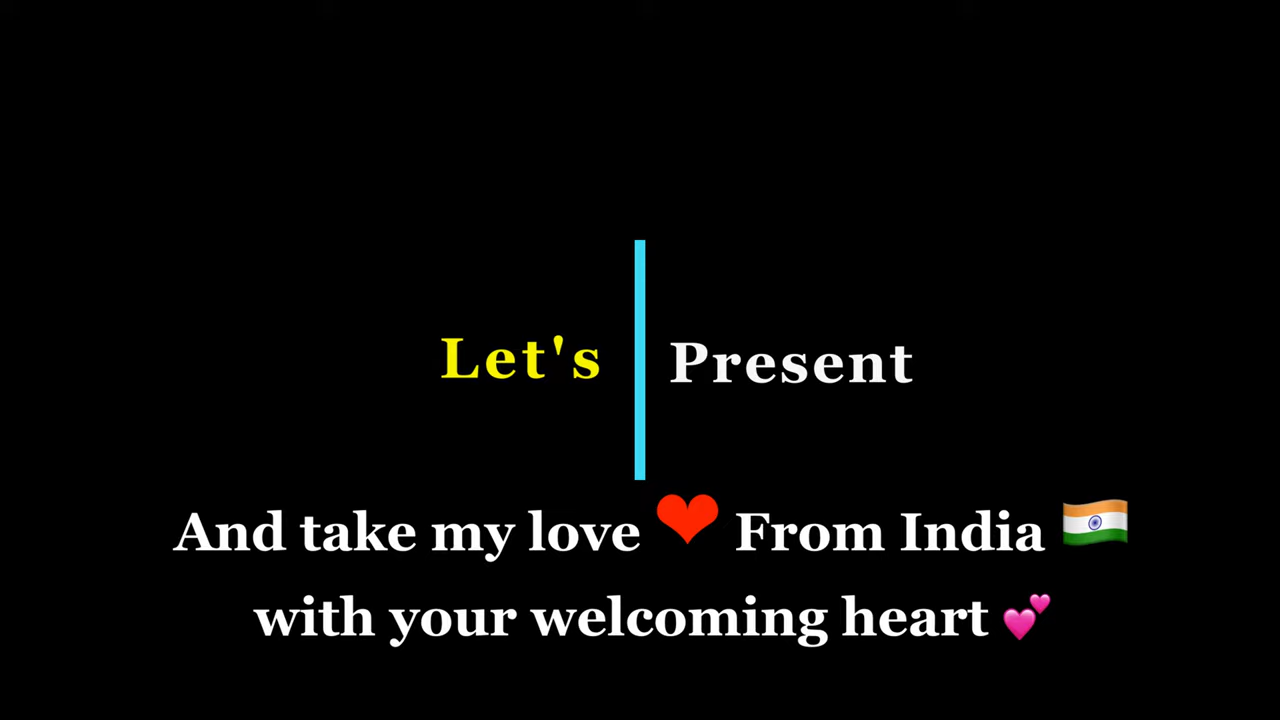 Let's Present
And take my love ❤ From India 🇮🇳
with your welcoming heart 💕